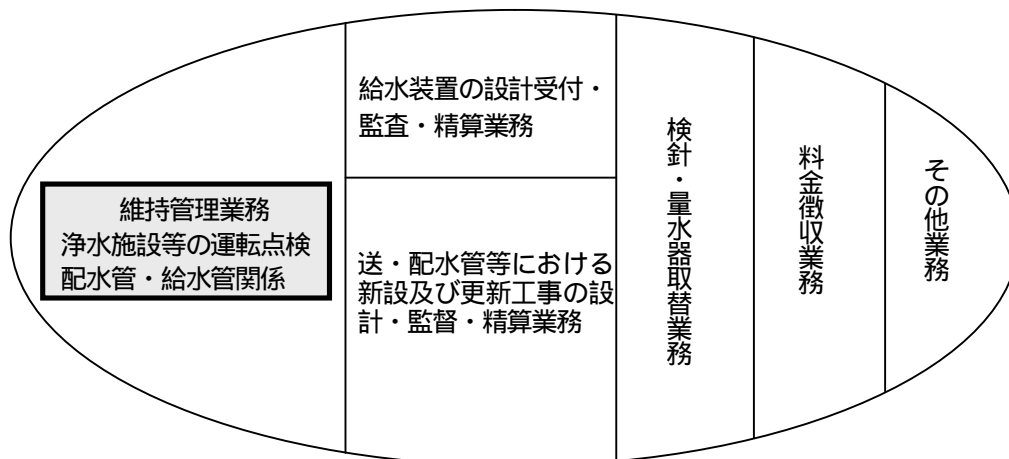 維持管理業務
浄水施設等の運転点検
配水管・給水管関係
給水装置の設計受付・
監査・精算業務
送・配水管等における
新設及び更新工事の設
計・監督・精算業務
検針・量水器取替業務
料金徴収業務
その他業務